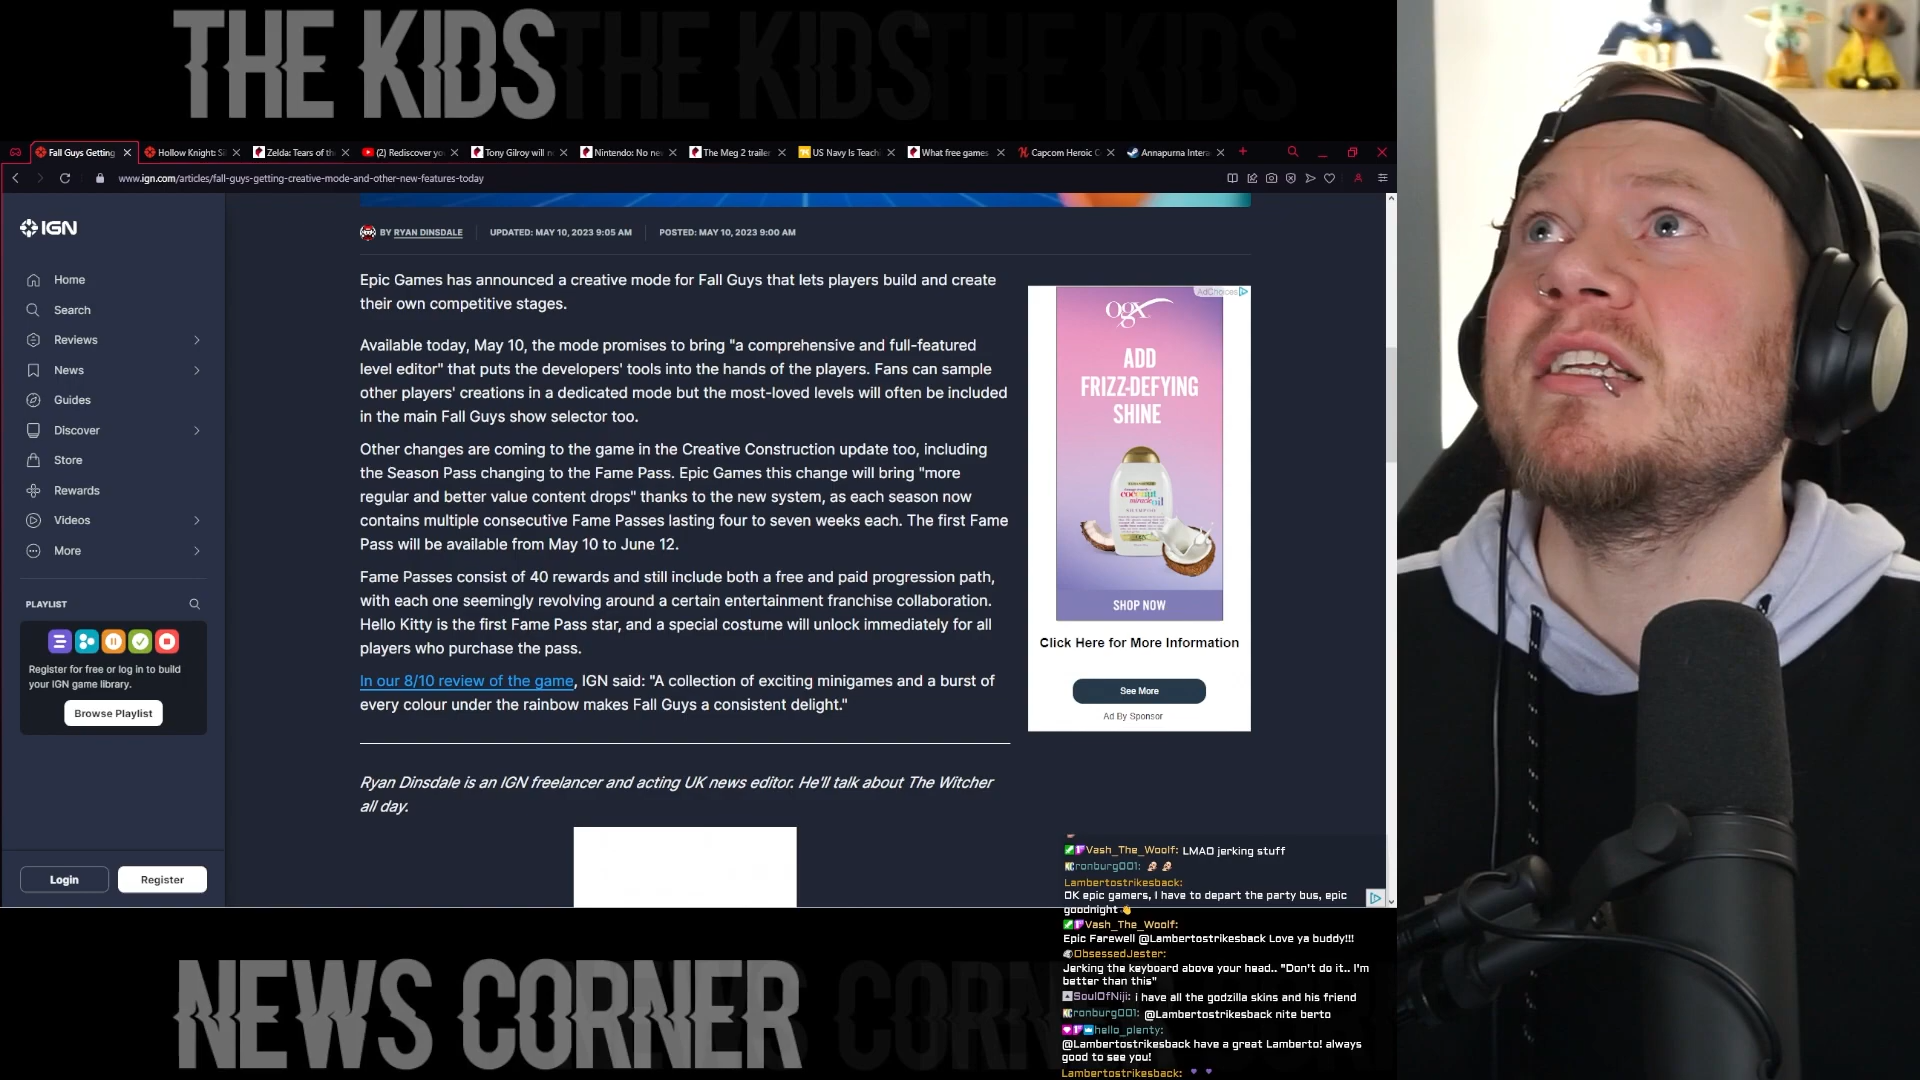 THE KIDS THE KIDS THE KIDS
Fall Guys Getting
Hollow Knight: S
Zelda: Tears of th
(2) Rediscover yo
Tony Gilroy will n
Nintendo: No ne
The Meg 2 trailer
US Navy Is Teach
What free games
Capcom Heroic C
Annapurna Intera
www.ign.com/articles/fall-guys-getting-creative-mode-and-other-new-features-today
IGN
Home
Search
Reviews
News
Guides
Discover
Store
Rewards
Videos
More
PLAYLIST
Register for free or log in to build
your IGN game library.
Browse Playlist
Login
Register
BY RYAN DINSDALE
UPDATED: MAY 10, 2023 9:05 AM
POSTED: MAY 10, 2023 9:00 AM
Epic Games has announced a creative mode for Fall Guys that lets players build and create
their own competitive stages.
Available today, May 10, the mode promises to bring "a comprehensive and full-featured
level editor" that puts the developers' tools into the hands of the players. Fans can sample
other players' creations in a dedicated mode but the most-loved levels will often be included
in the main Fall Guys show selector too.
Other changes are coming to the game in the Creative Construction update too, including
the Season Pass changing to the Fame Pass. Epic Games this change will bring "more
regular and better value content drops" thanks to the new system, as each season now
contains multiple consecutive Fame Passes lasting four to seven weeks each. The first Fame
Pass will be available from May 10 to June 12.
Fame Passes consist of 40 rewards and still include both a free and paid progression path,
with each one seemingly revolving around a certain entertainment franchise collaboration.
Hello Kitty is the first Fame Pass star, and a special costume will unlock immediately for all
players who purchase the pass.
In our 8/10 review of the game, IGN said: "A collection of exciting minigames and a burst of
every colour under the rainbow makes Fall Guys a consistent delight."
Ryan Dinsdale is an IGN freelancer and acting UK news editor. He'll talk about The Witcher
all day.
AdChoices
ogx
ADD
FRIZZ-DEFYING
SHINE
coconut
miracle oil
SHAMPOO
SHOP NOW
Click Here for More Information
See More
Ad By Sponsor
Vash_The_Woolf: LMAO jerking stuff
ronburg001:
Lambertostrikesback:
OK epic gamers, I have to depart the party bus, epic
goodnight
Vash_The_Woolf:
Epic Farewell @Lambertostrikesback Love ya buddy!!!
ObsessedJester:
Jerking the keyboard above your head.. "Don't do it.. I'm
better than this"
SoulOfNiji: i have all the godzilla skins and his friend
ronburg001: @Lambertostrikesback nite berto
hello_plenty:
@Lambertostrikesback have a great Lamberto! always
good to see you!
Lambertostrikesback:
NEWS CORNER